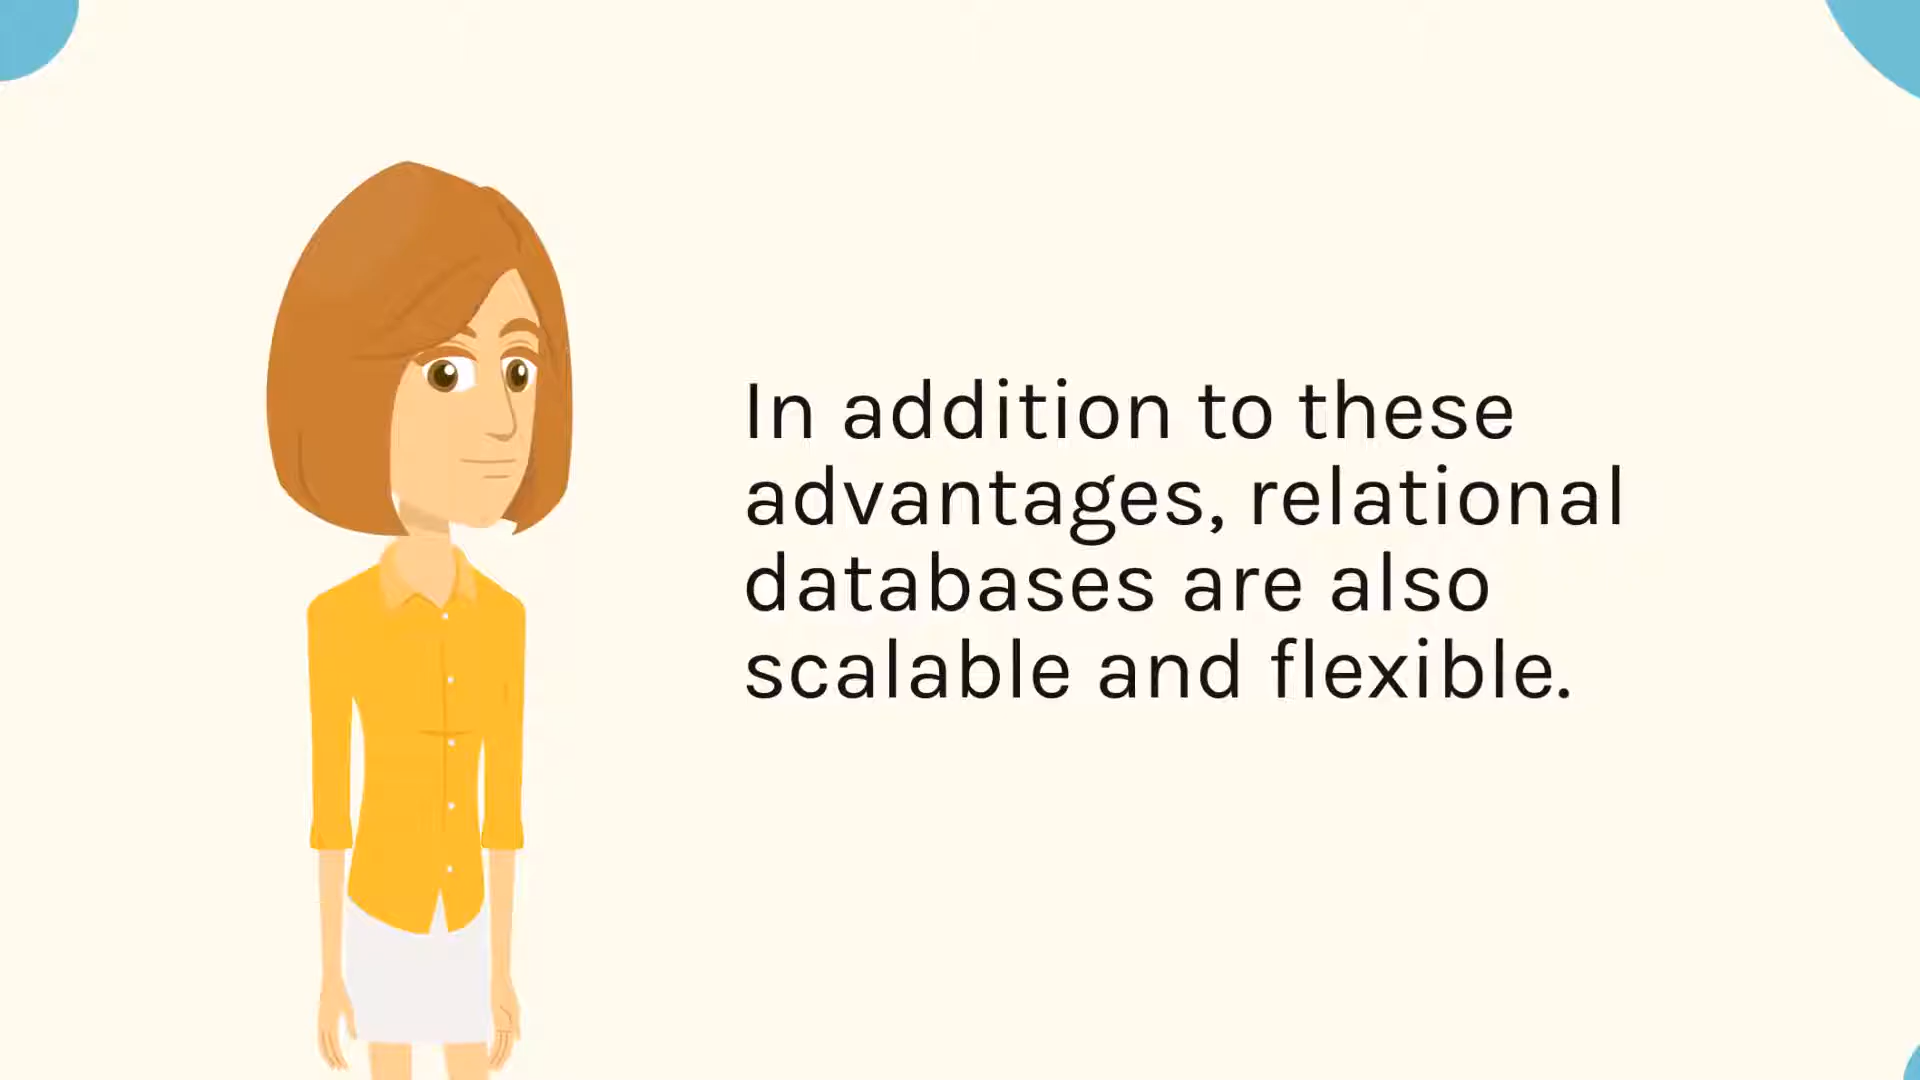 In addition to these
advantages, relational
databases are also
scalable and flexible.